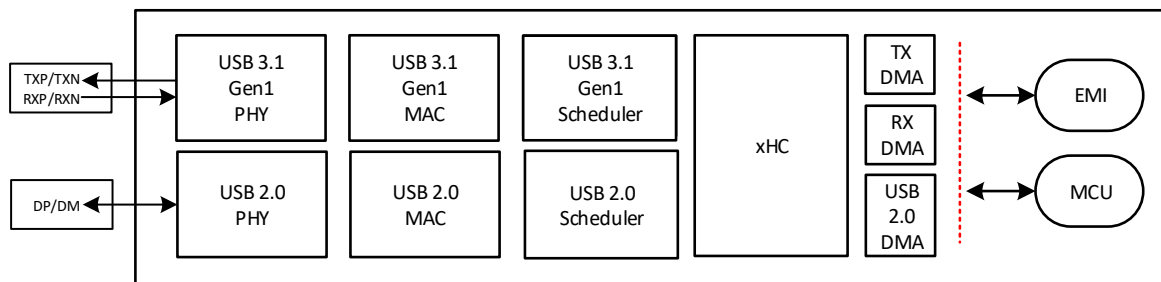 TXP/TXN
RXP/RXN
DP/DM
USB 3.1
Gen1
PHY
USB 3.1
Gen1
MAC
USB 3.1
Gen1
Scheduler
USB 2.0
PHY
USB 2.0
MAC
USB 2.0
Scheduler
xHC
TX
DMA
RX
DMA
USB
2.0
DMA
EMI
MCU